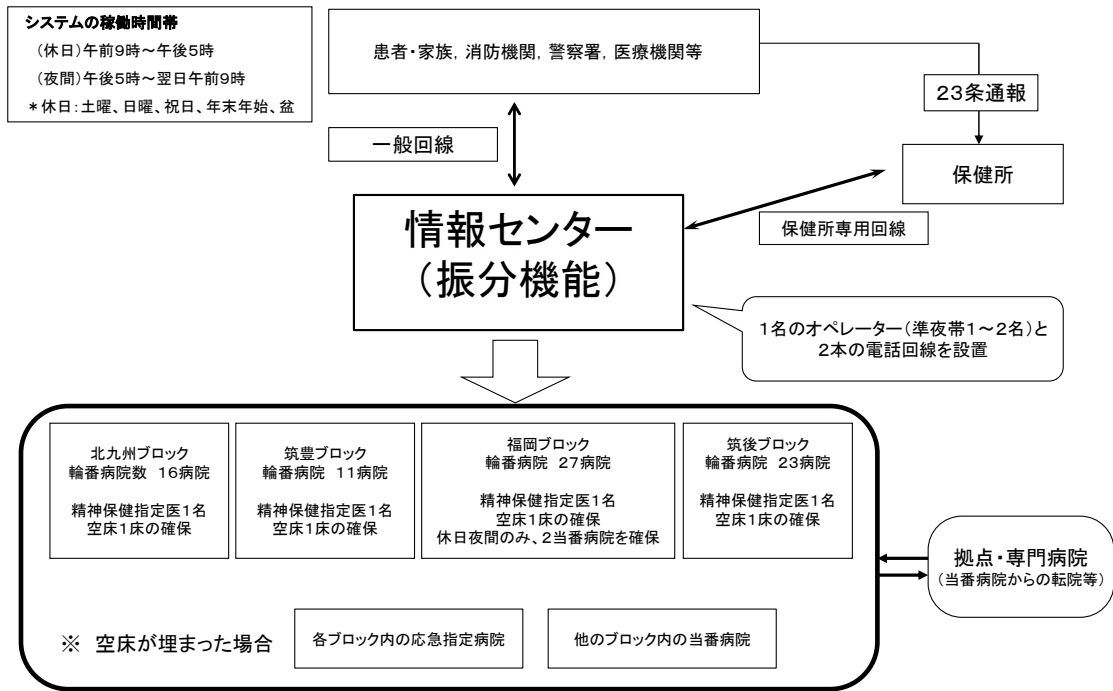 システムの稼働時間帯
(休日)午前9時~午後5時
(夜間)午後5時~翌日午前9時
*休日:土曜、日曜、祝日、年末年始、盆
患者・家族, 消防機関, 警察署, 医療機関等
23条通報
一般回線
保健所
情報センター
(振分機能)
保健所専用回線
1名のオペレーター(準夜帯1~2名)と
2本の電話回線を設置
北九州ブロック
輪番病院数 16病院
精神保健指定医1名
空床1床の確保
筑豊ブロック
輪番病院 11病院
精神保健指定医1名
空床1床の確保
福岡ブロック
輪番病院 27病院
精神保健指定医1名
空床1床の確保
休日夜間のみ、2当番病院を確保
筑後ブロック
輪番病院 23病院
精神保健指定医1名
空床1床の確保
拠点・専門病院
(当番病院からの転院等)
※ 空床が埋まった場合
各ブロック内の応急指定病院
他のブロック内の当番病院